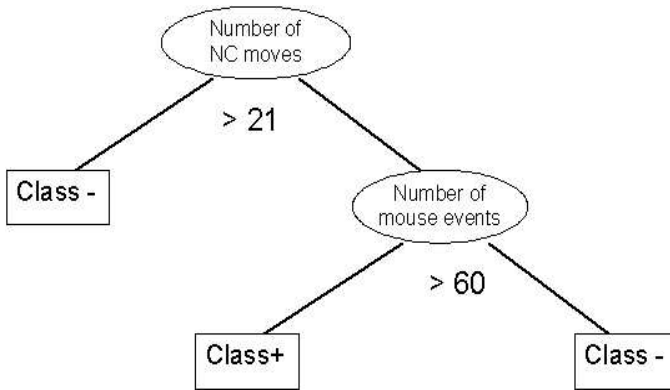 Number of
NC moves
> 21
Class -
Number of
mouse events
> 60
Class+
Class -